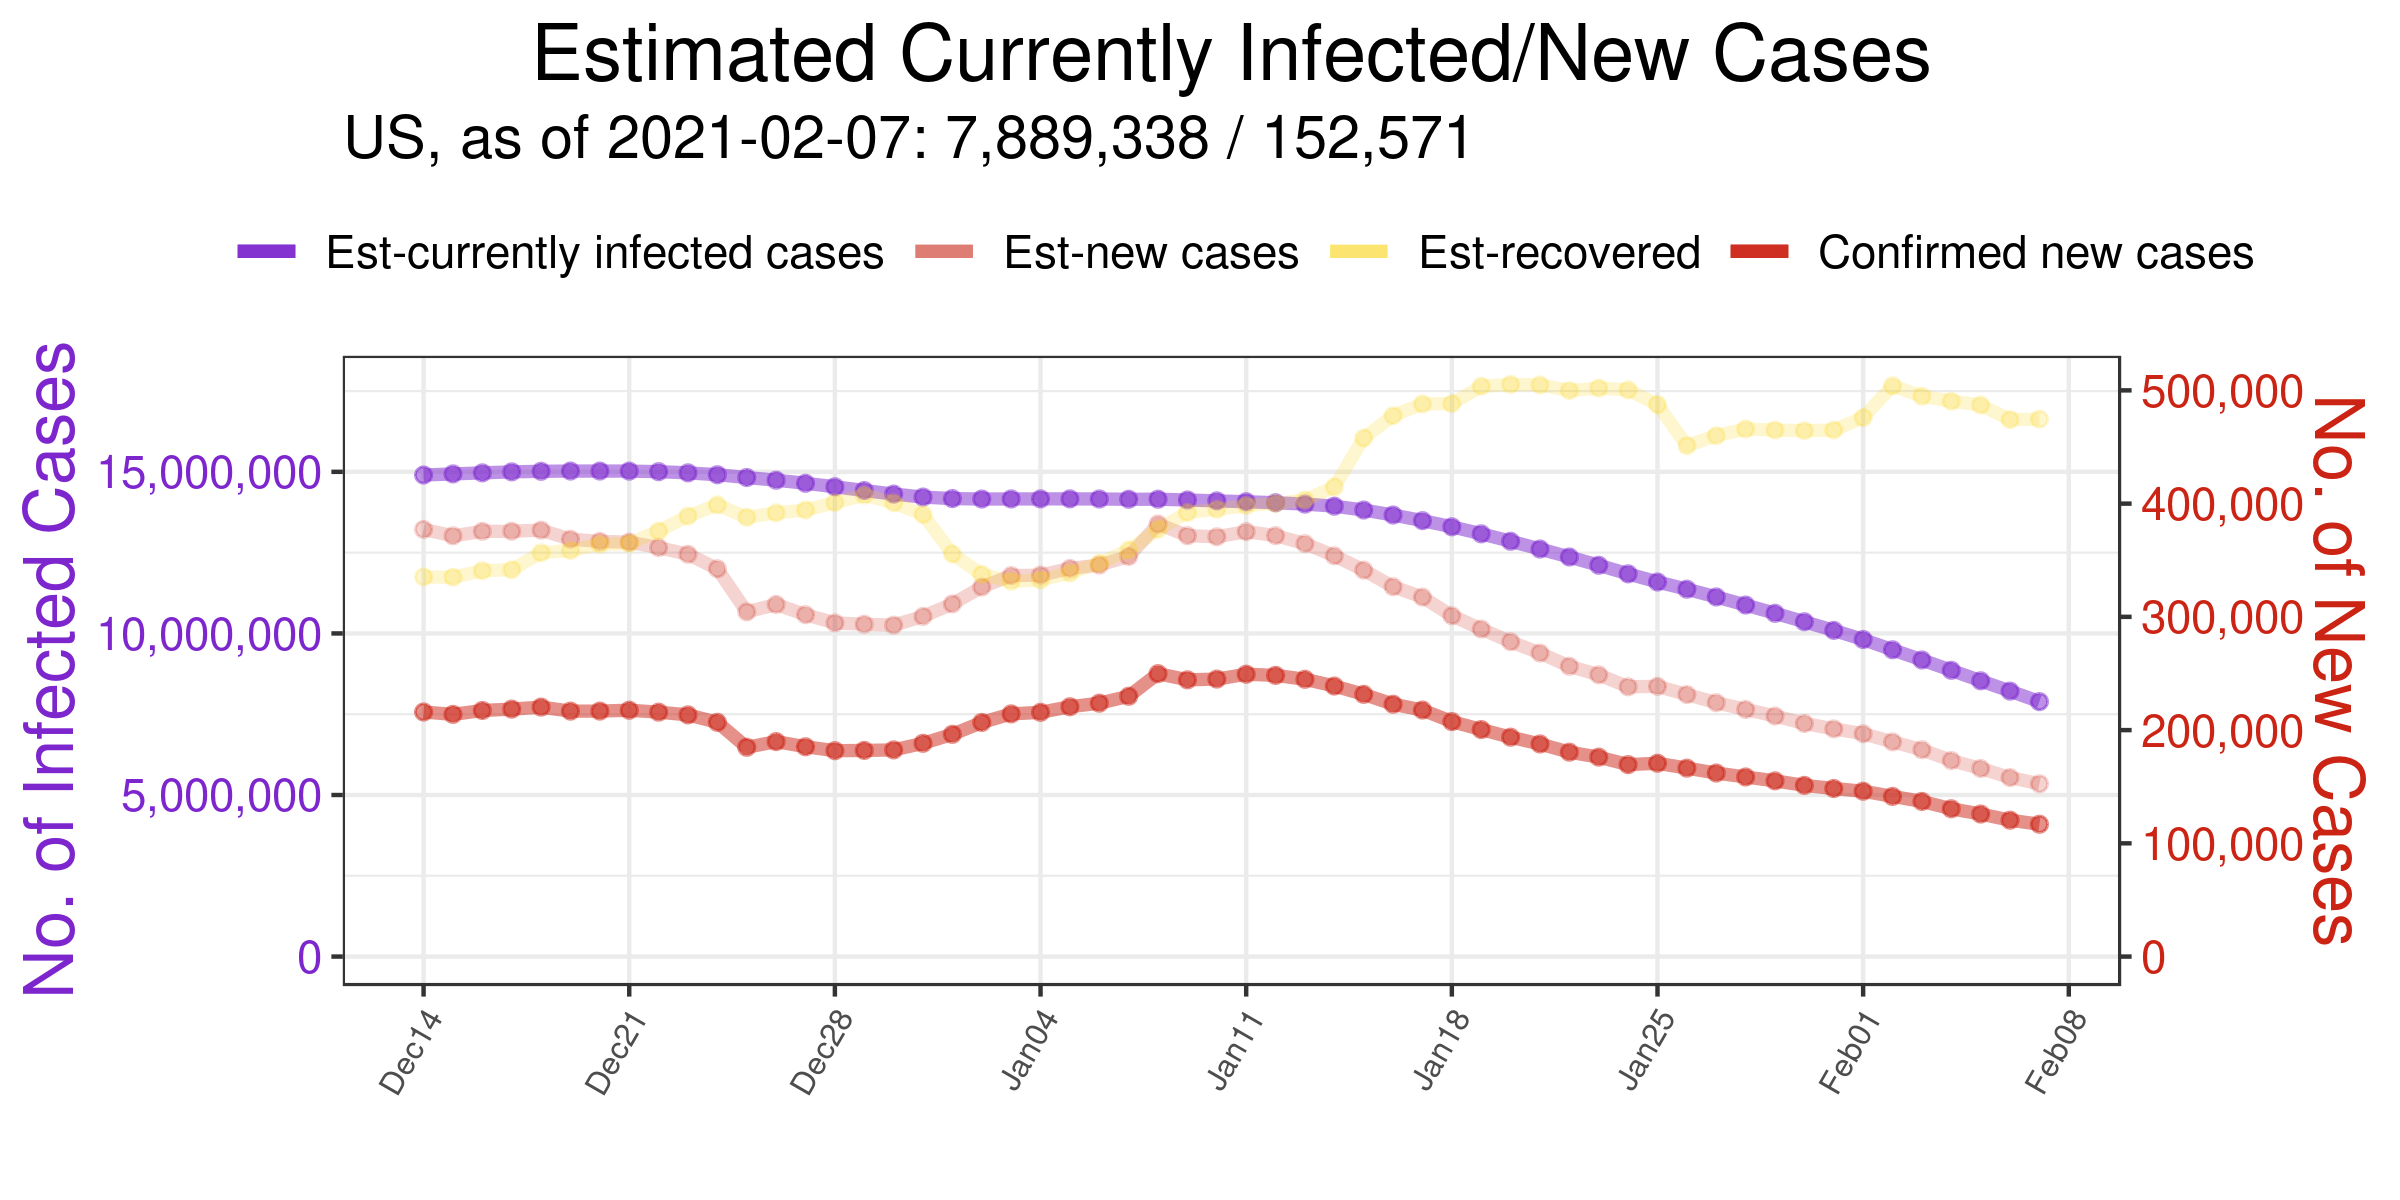 Estimated Currently Infected/New Cases
US, as of 2021-02-07: 7,889,338 / 152,571
Est-currently infected cases Est-new cases Est-recovered Confirmed new cases
No. of Infected Cases
15,000,000
10,000,000
5,000,000
0
500,000
400,000
300,000
200,000
100,000
0
No. of New Cases
Dec14 Dec21 Dec28 Jan04 Jan11 Jan18 Jan25 Feb01 Feb08